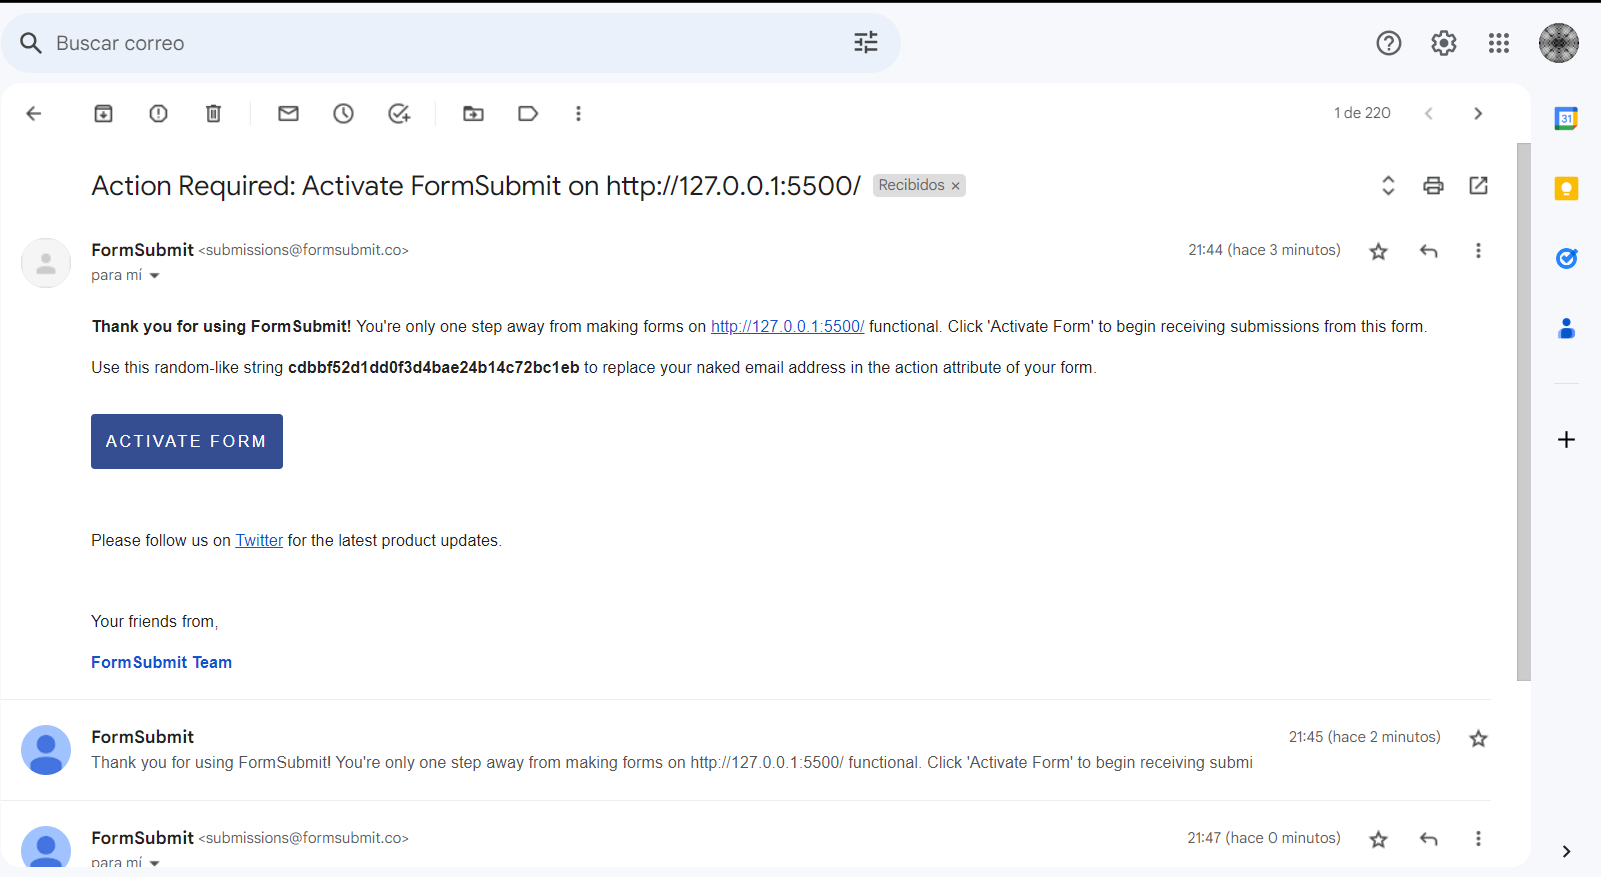 Buscar correo
1 de 220
31
Action Required: Activate FormSubmit on http://127.0.0.1:5500/ Recibidos ×
FormSubmit <submissions@formsubmit.co> 21:44 (hace 3 minutos)
para mí
Thank you for using FormSubmit! You're only one step away from making forms on http://127.0.0.1:5500/ functional. Click 'Activate Form' to begin receiving submissions from this form.
Use this random-like string cdbbf52d1dd0f3d4bae24b14c72bc1eb to replace your naked email address in the action attribute of your form.
ACTIVATE FORM
Please follow us on Twitter for the latest product updates.
Your friends from,
FormSubmit Team
FormSubmit 21:45 (hace 2 minutos)
Thank you for using FormSubmit! You're only one step away from making forms on http://127.0.0.1:5500/ functional. Click 'Activate Form' to begin receiving submi
FormSubmit <submissions@formsubmit.co> 21:47 (hace 0 minutos)
para mí